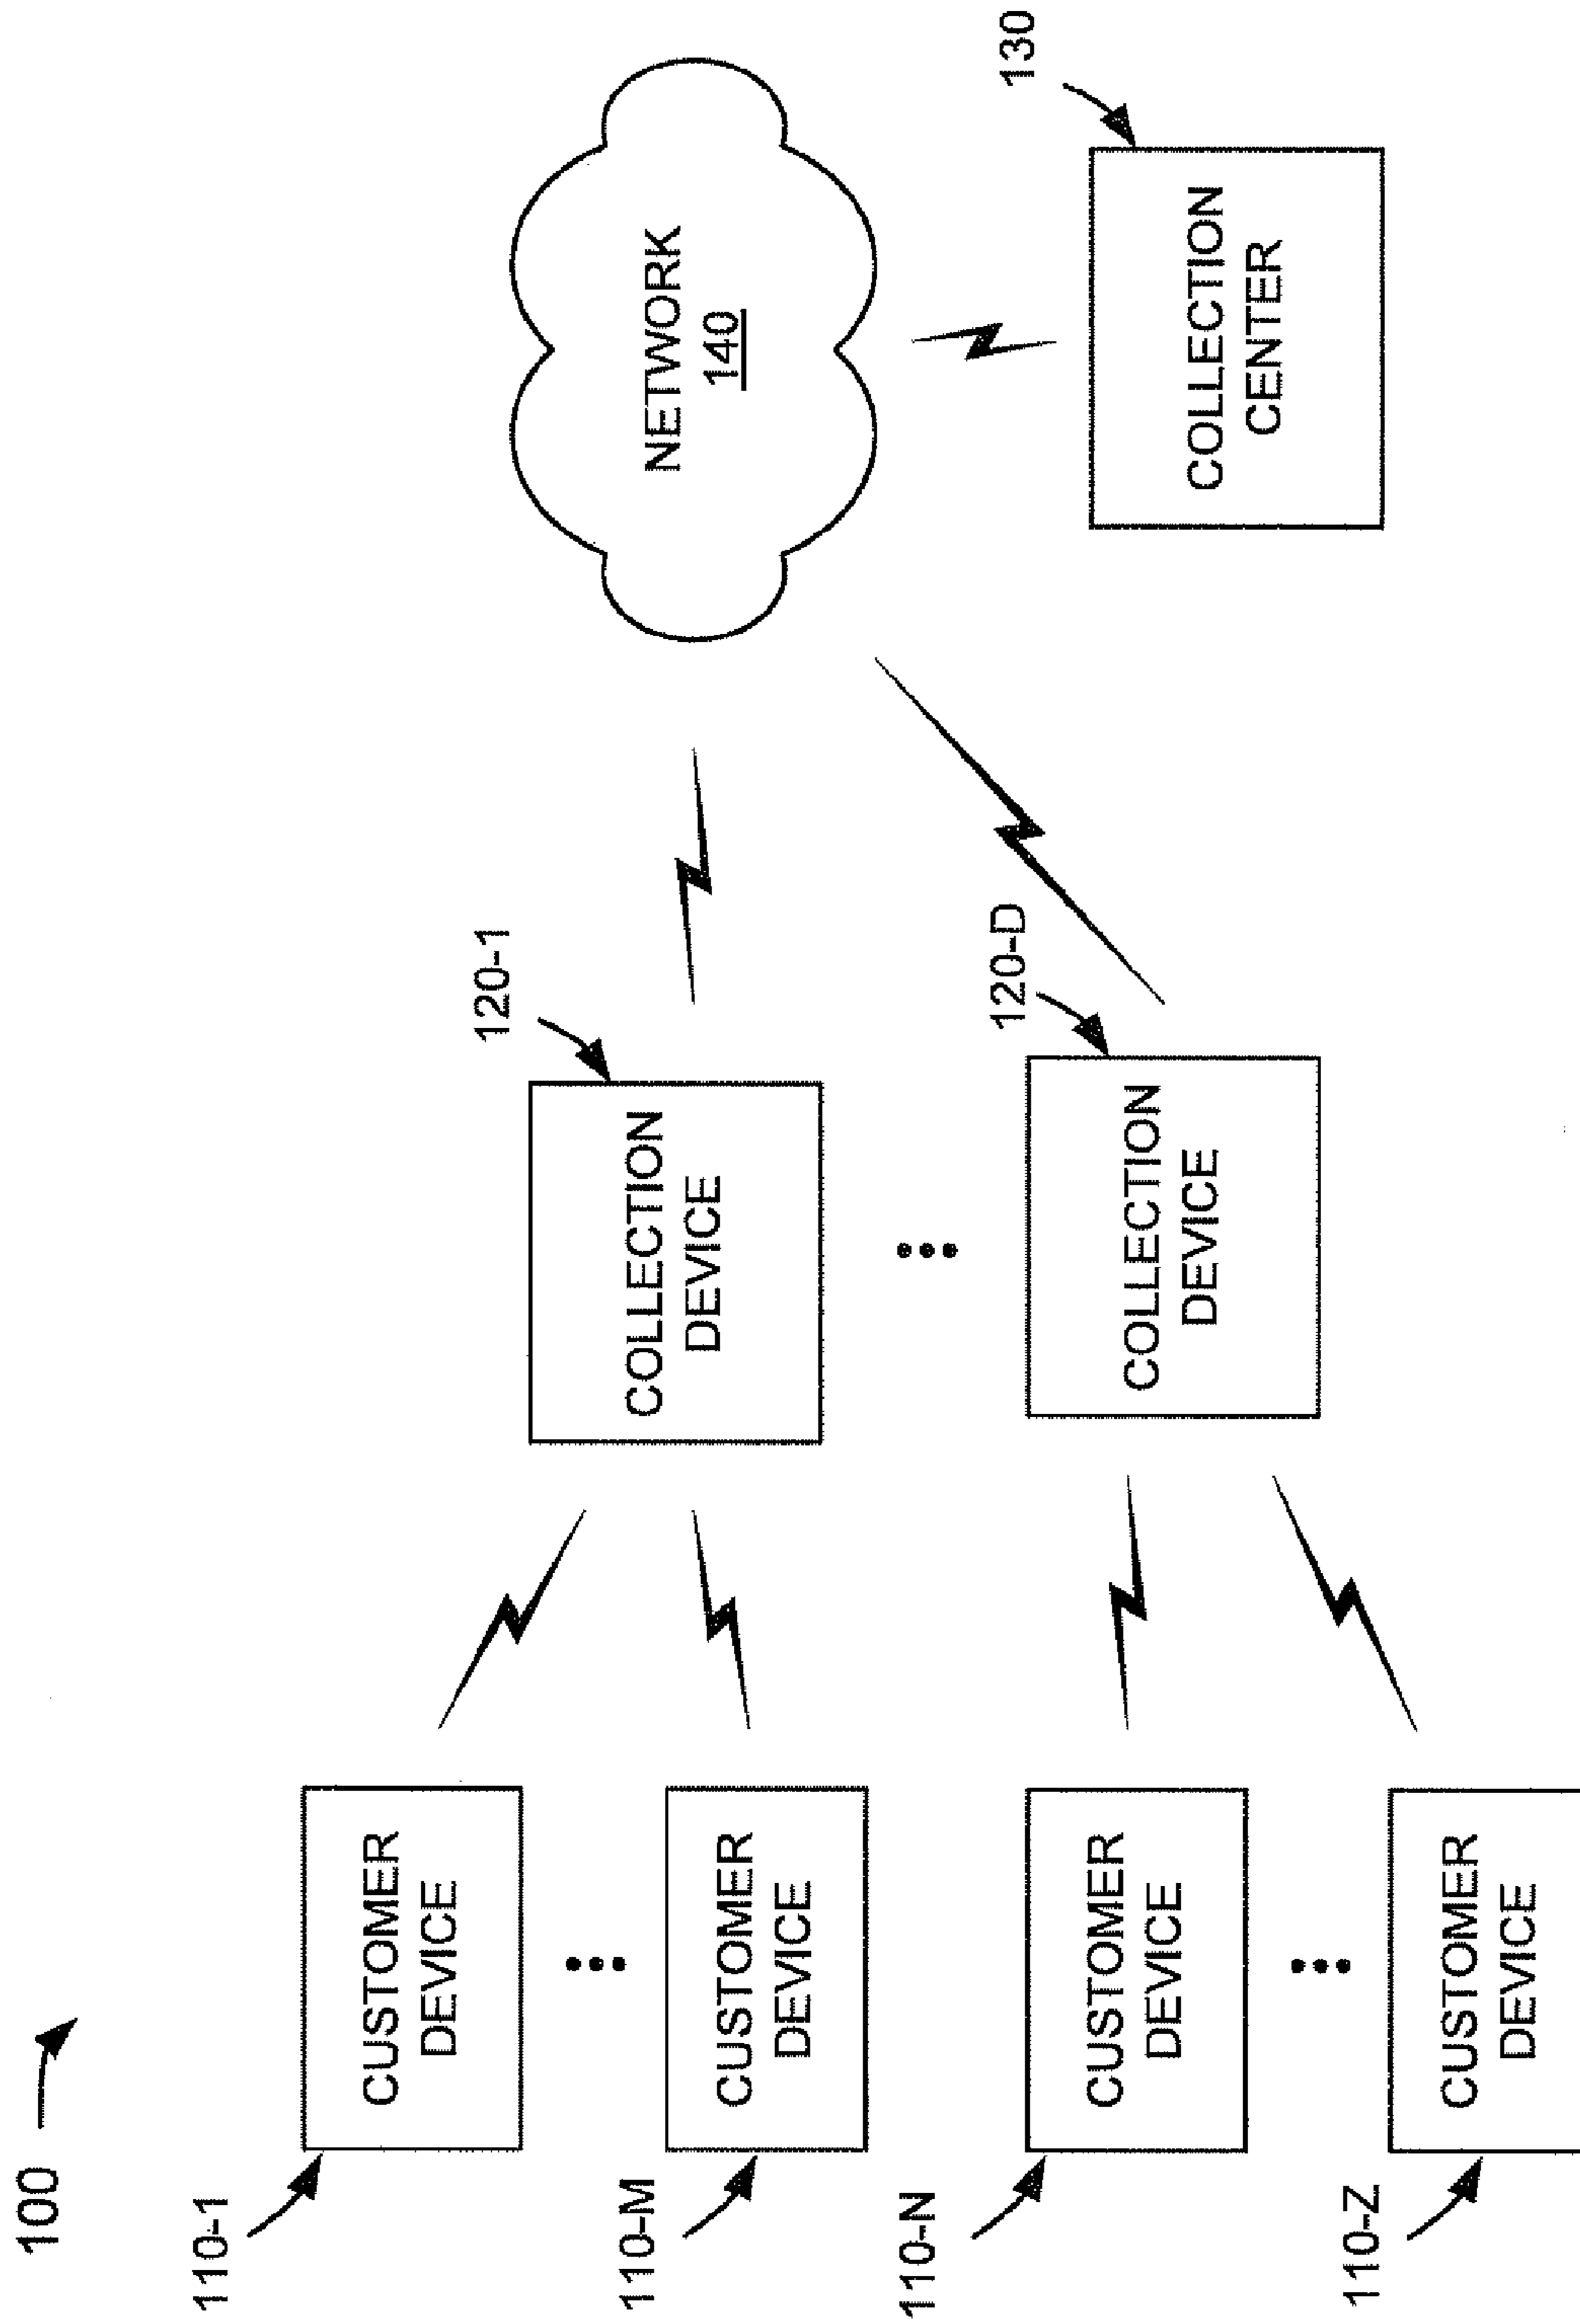 100
110-1
CUSTOMER
DEVICE
110-M
CUSTOMER
DEVICE
110-N
CUSTOMER
DEVICE
110-Z
CUSTOMER
DEVICE
120-1
COLLECTION
DEVICE
120-D
COLLECTION
DEVICE
NETWORK
140
130
COLLECTION
CENTER